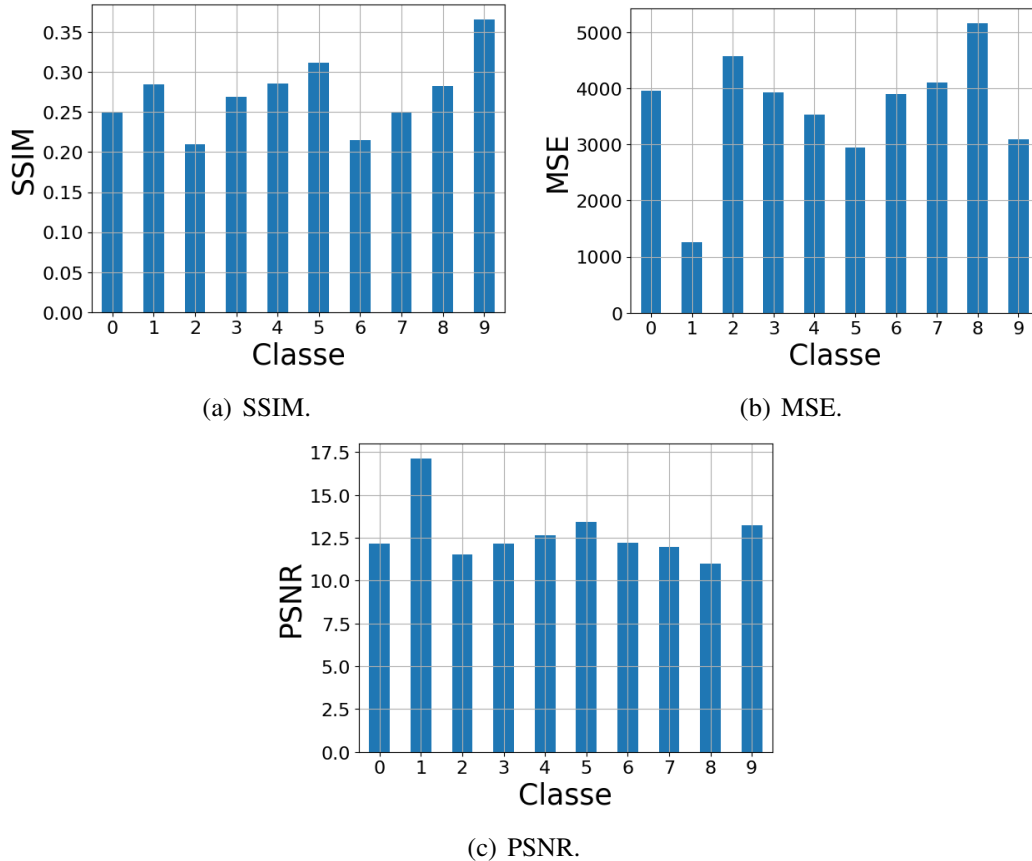 0.35
0.30
0.25
0.20
0.15
0.10
0.05
0.00
SSIM
0 1 2 3 4 5 6 7 8 9
Classe
(a) SSIM.
5000
4000
3000
2000
1000
0
MSE
0 1 2 3 4 5 6 7 8 9
Classe
(b) MSE.
17.5
15.0
12.5
10.0
7.5
5.0
2.5
0.0
PSNR
0 1 2 3 4 5 6 7 8 9
Classe
(c) PSNR.